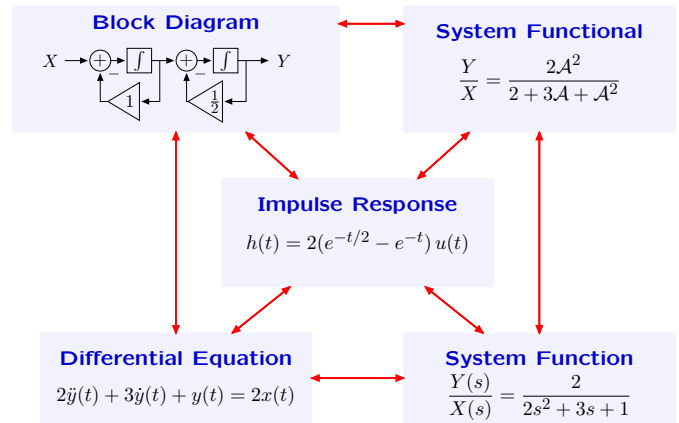 Block Diagram
X + − ∫ + − ∫ Y
1 1/2
System Functional
Y/X = 2𝒜²/(2 + 3𝒜 + 𝒜²)
Impulse Response
h(t) = 2(e^{−t/2} − e^{−t}) u(t)
Differential Equation
2ÿ(t) + 3ẏ(t) + y(t) = 2x(t)
System Function
Y(s)/X(s) = 2/(2s² + 3s + 1)